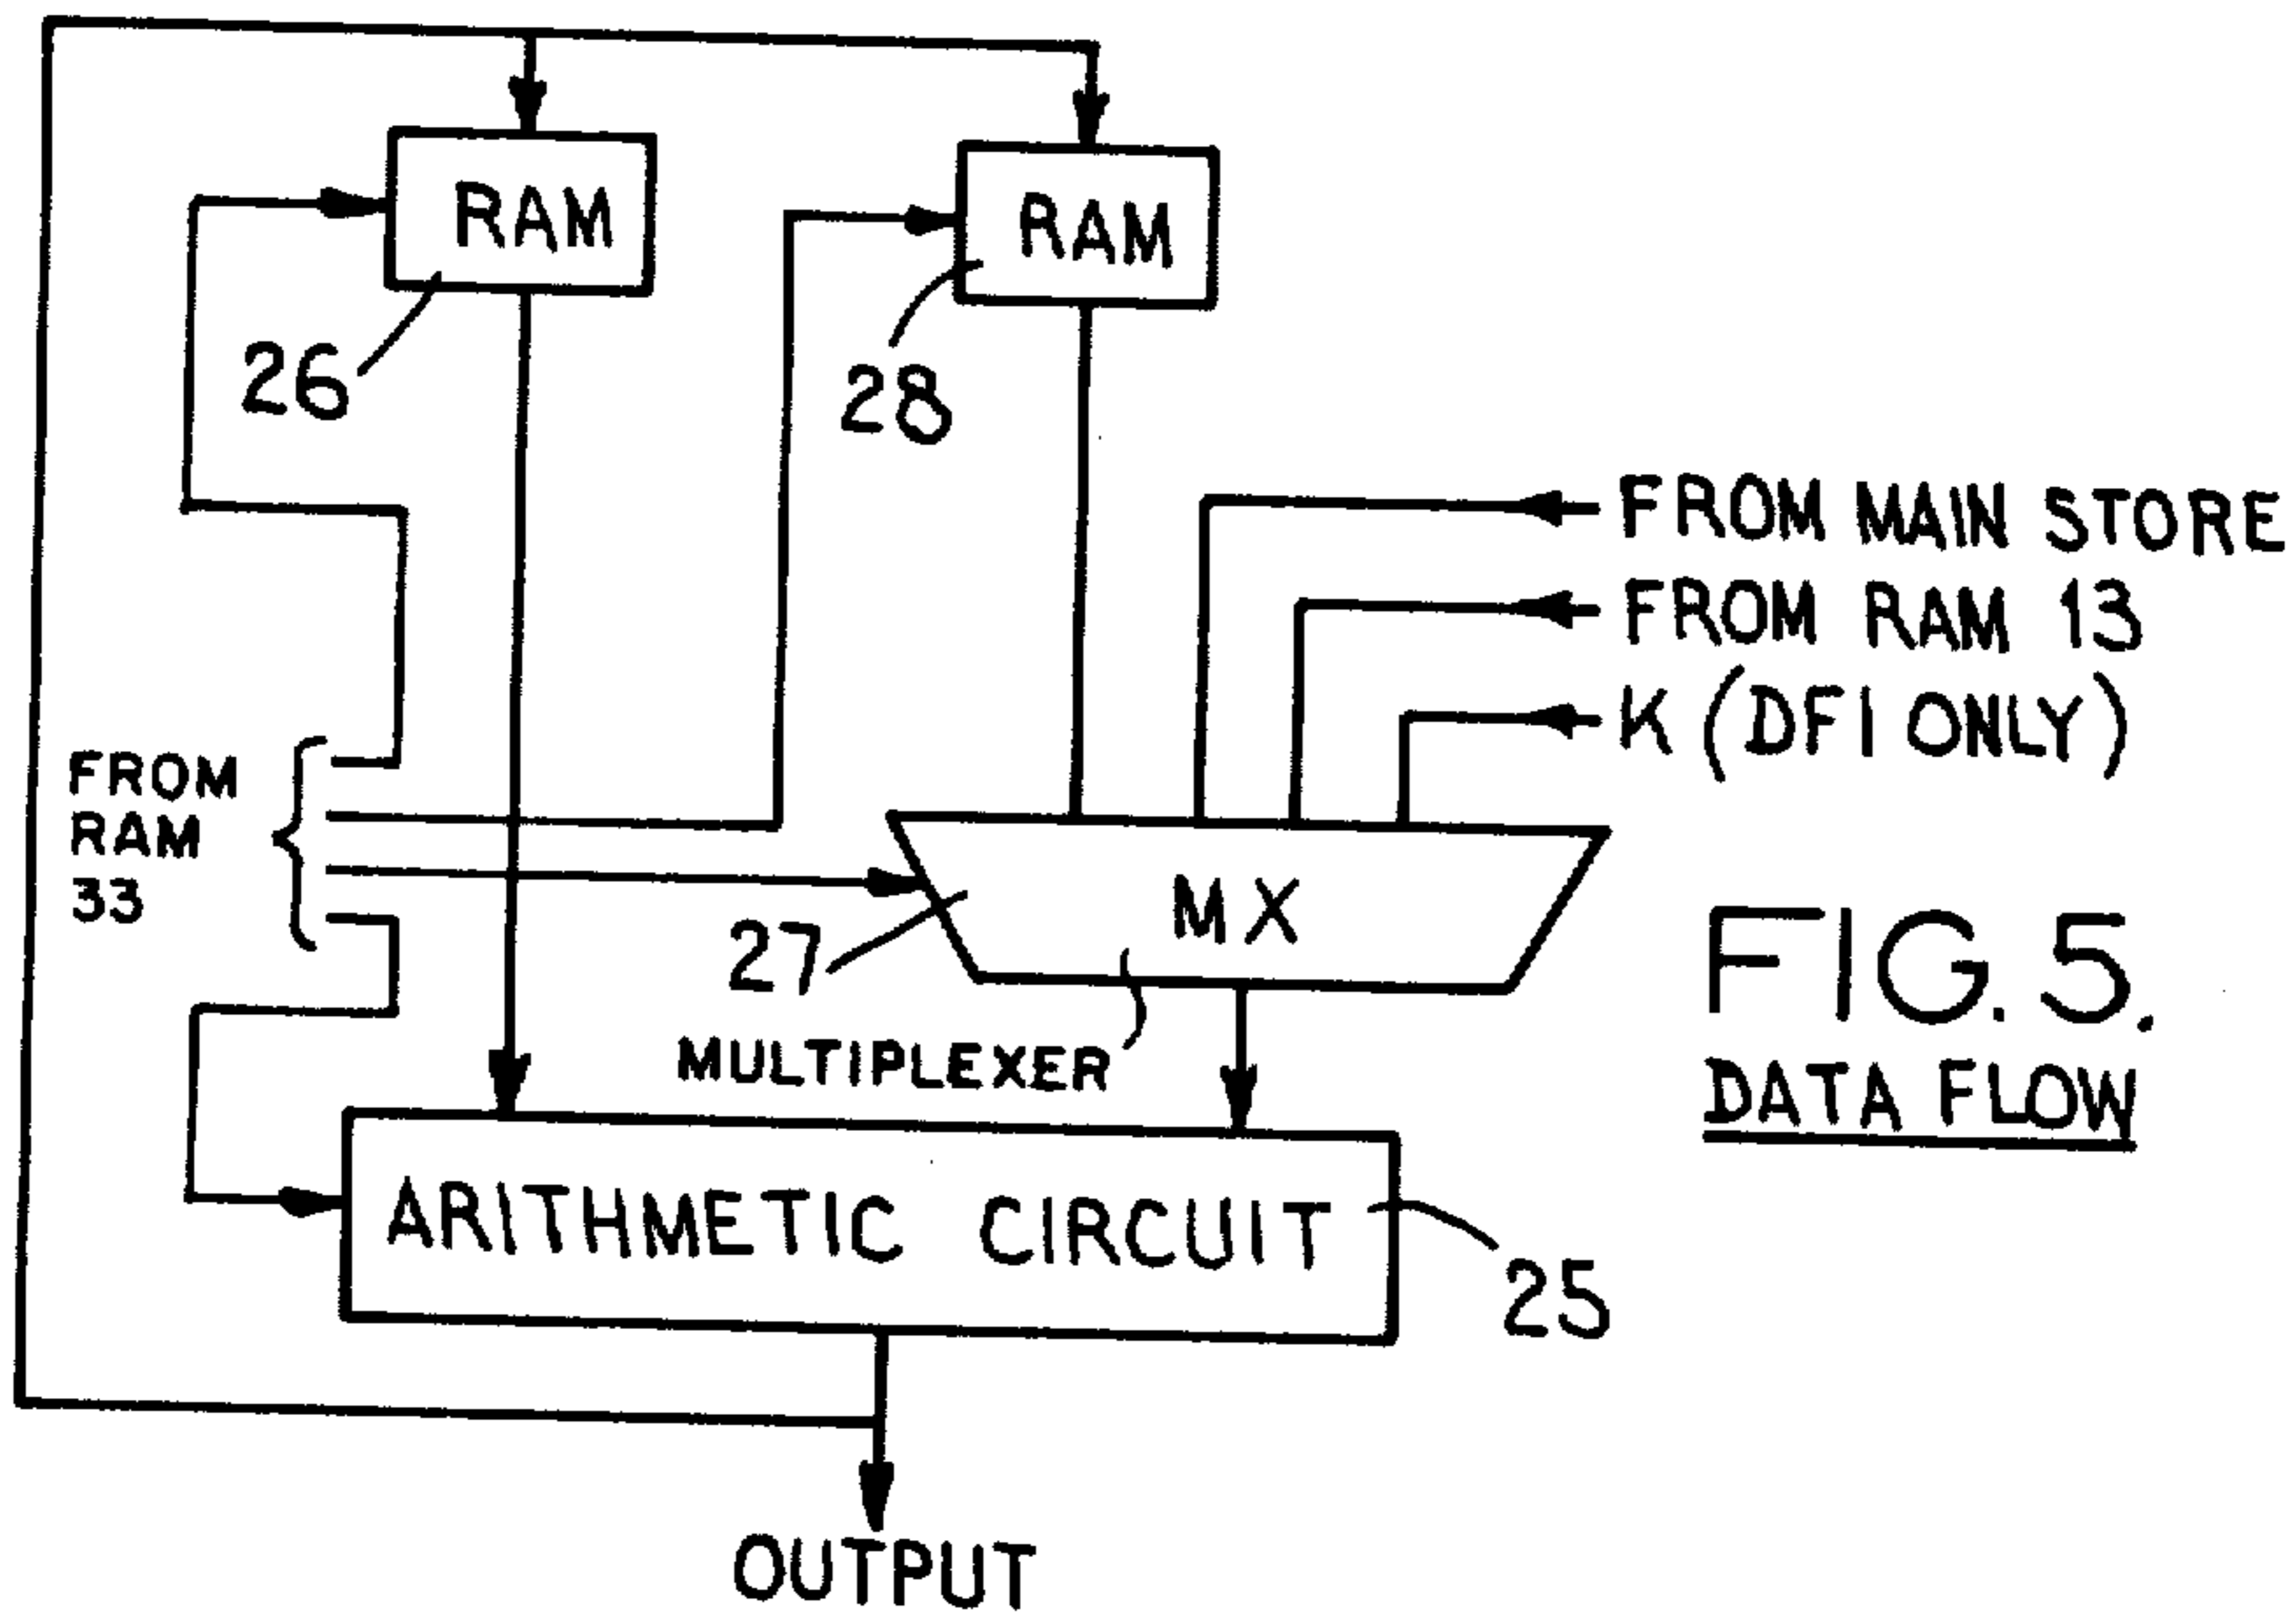 RAM
RAM
26
28
FROM MAIN STORE
FROM RAM 13
K (DF1 ONLY)
FROM
RAM
33
MX
27
MULTIPLEXER
FIG.5.
DATA FLOW
ARITHMETIC CIRCUIT
25
OUTPUT